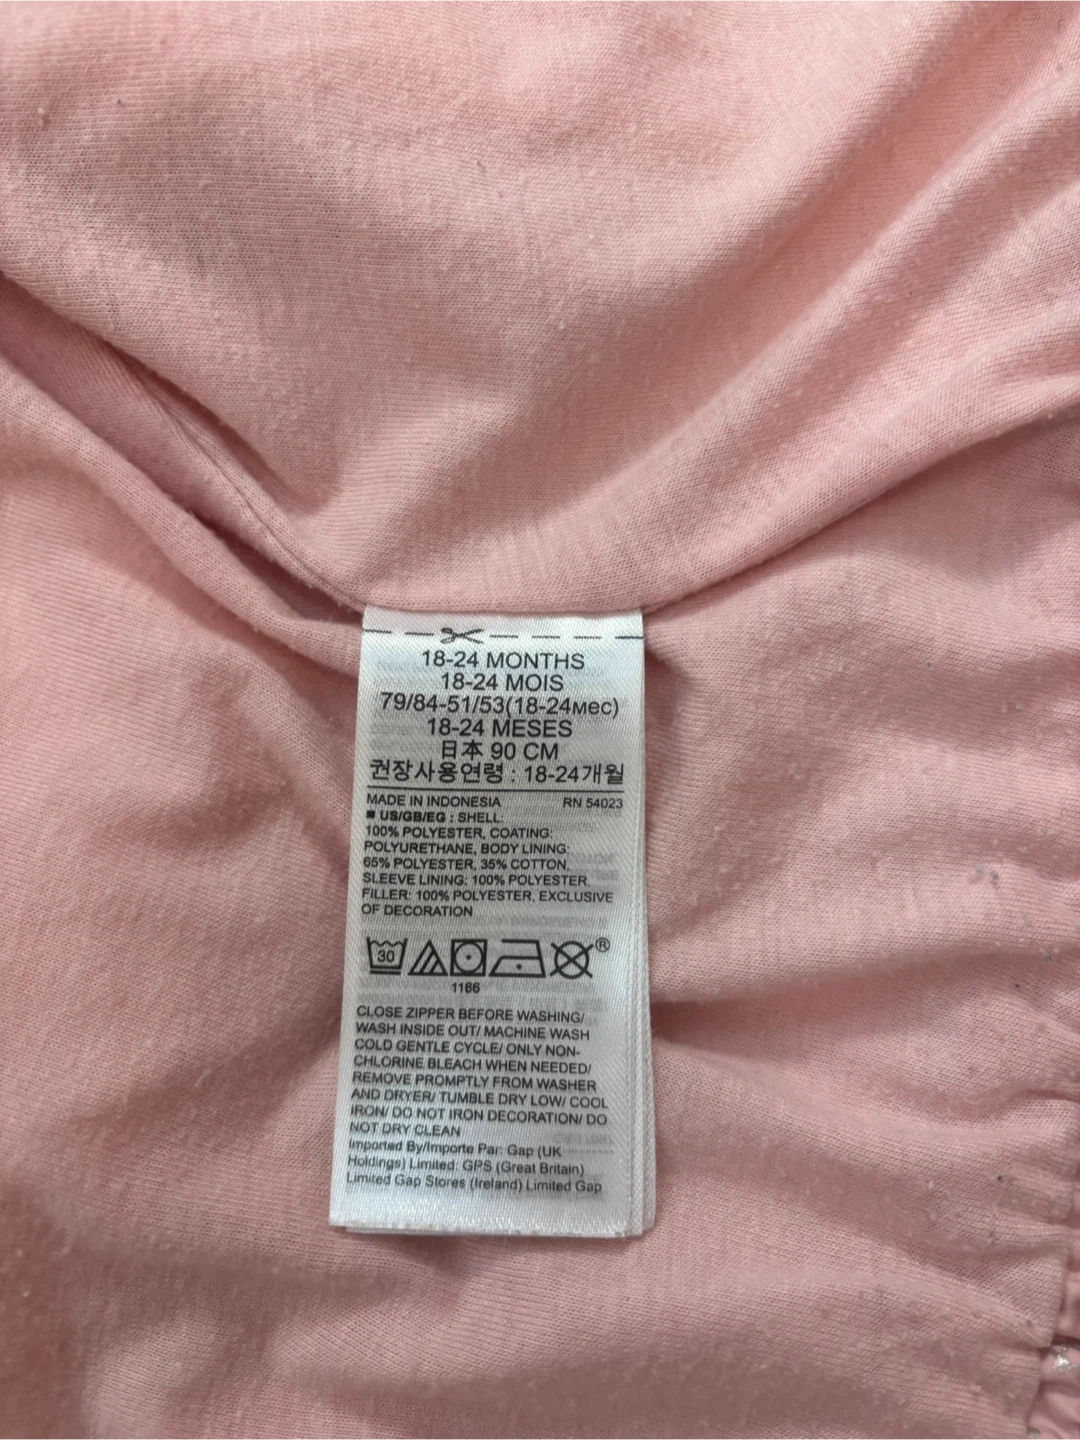 18-24 MONTHS
18-24 MOIS
79/84-51/53(18-24мес)
18-24 MESES
日本 90 CM
권장사용연령 : 18-24개월
MADE IN INDONESIA RN 54023
■ US/GB/EG : SHELL:
100% POLYESTER, COATING:
POLYURETHANE, BODY LINING:
65% POLYESTER, 35% COTTON,
SLEEVE LINING: 100% POLYESTER,
FILLER: 100% POLYESTER, EXCLUSIVE
OF DECORATION
30 ®
1166
CLOSE ZIPPER BEFORE WASHING/
WASH INSIDE OUT/ MACHINE WASH
COLD GENTLE CYCLE/ ONLY NON-
CHLORINE BLEACH WHEN NEEDED/
REMOVE PROMPTLY FROM WASHER
AND DRYER/ TUMBLE DRY LOW/ COOL
IRON/ DO NOT IRON DECORATION/ DO
NOT DRY CLEAN
Imported By/Importe Par: Gap (UK
Holdings) Limited: GPS (Great Britain)
Limited Gap Stores (Ireland) Limited Gap